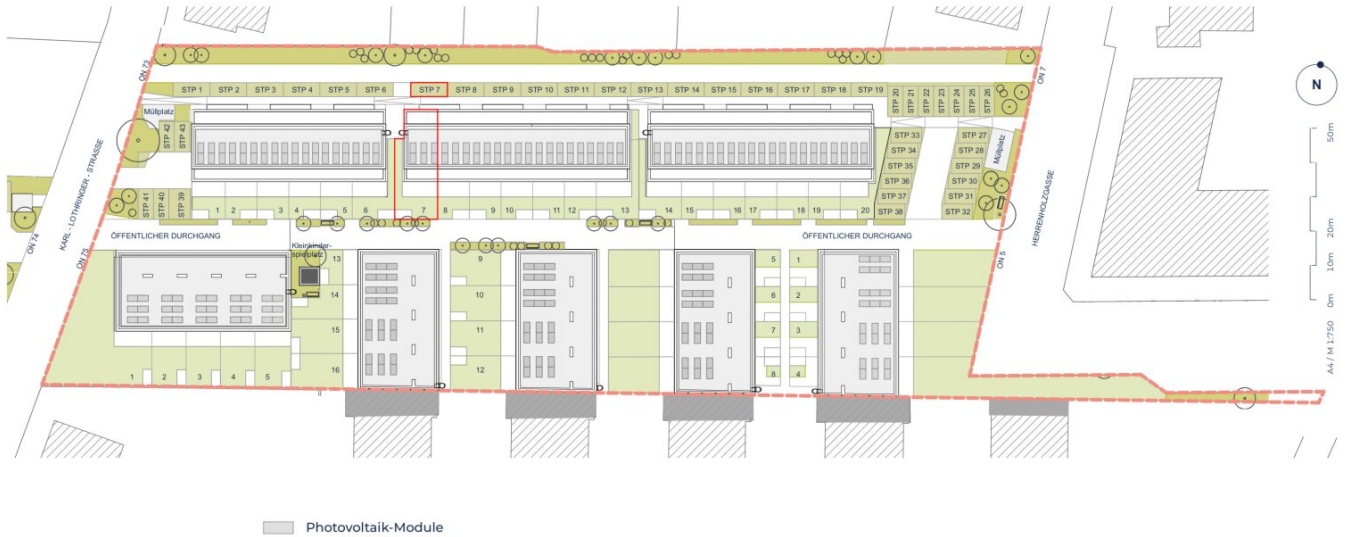 ON 73
ON 7
STP 1 STP 2 STP 3 STP 4 STP 5 STP 6 STP 7 STP 8 STP 9 STP 10 STP 11 STP 12 STP 13 STP 14 STP 15 STP 16 STP 17 STP 18 STP 19 STP 20 STP 21 STP 22 STP 23 STP 24 STP 25 STP 26
N
Müllplatz
STP 42
STP 43
STP 33 STP 27
STP 34 STP 28
STP 35 STP 29
STP 36 STP 30
STP 37 STP 31
STP 38 STP 32
Müllplatz
KARL - LOTHRINGER - STRASSE
HERRENHOLZGASSE
STP 41
STP 40
STP 39
1 2 3 4 5 6 7 8 9 10 11 12 13 14 15 16 17 18 19 20
ÖFFENTLICHER DURCHGANG
ÖFFENTLICHER DURCHGANG
ON 74
ON 75
ON 5
Kleinkinder-
spielplatz
13 9 5 1
14 10 6 2
15 11 7 3
16 12 8 4
1 2 3 4 5
50m
20m
10m
0m
A4 / M 1:750
Photovoltaik-Module